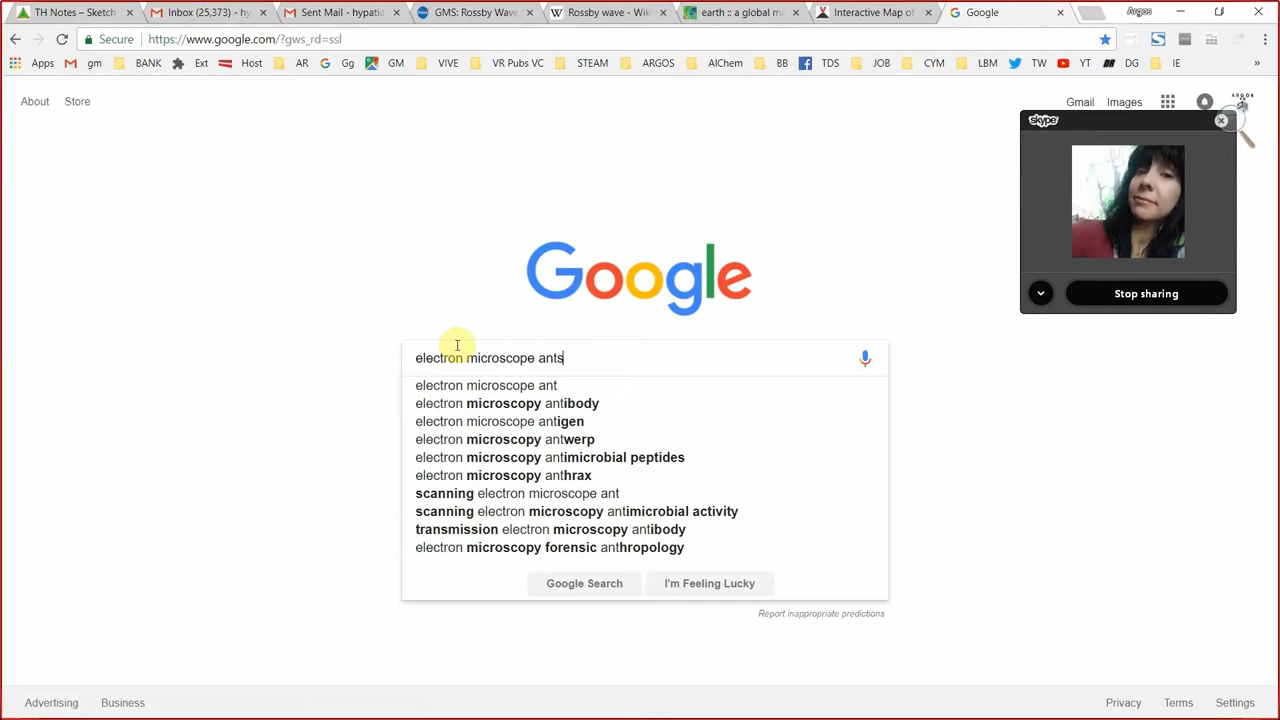 TH Notes – Sketch
Inbox (25,373) - hy
Sent Mail - hypatia
GMS: Rossby Wave
Rossby wave - Wiki
earth :: a global ma
Interactive Map of
Google
Argos
Secure
https://www.google.com/?gws_rd=ssl
Apps
gm
BANK
Ext
Host
AR
Gg
GM
VIVE
VR Pubs VC
STEAM
ARGOS
AIChem
BB
TDS
JOB
CYM
LBM
TW
YT
DG
IE
About
Store
Gmail
Images
ARGOS
skype
Stop sharing
Google
electron microscope ants
electron microscope ant
electron microscopy antibody
electron microscope antigen
electron microscopy antwerp
electron microscopy antimicrobial peptides
electron microscopy anthrax
scanning electron microscope ant
scanning electron microscopy antimicrobial activity
transmission electron microscopy antibody
electron microscopy forensic anthropology
Google Search
I'm Feeling Lucky
Report inappropriate predictions
Advertising
Business
Privacy
Terms
Settings